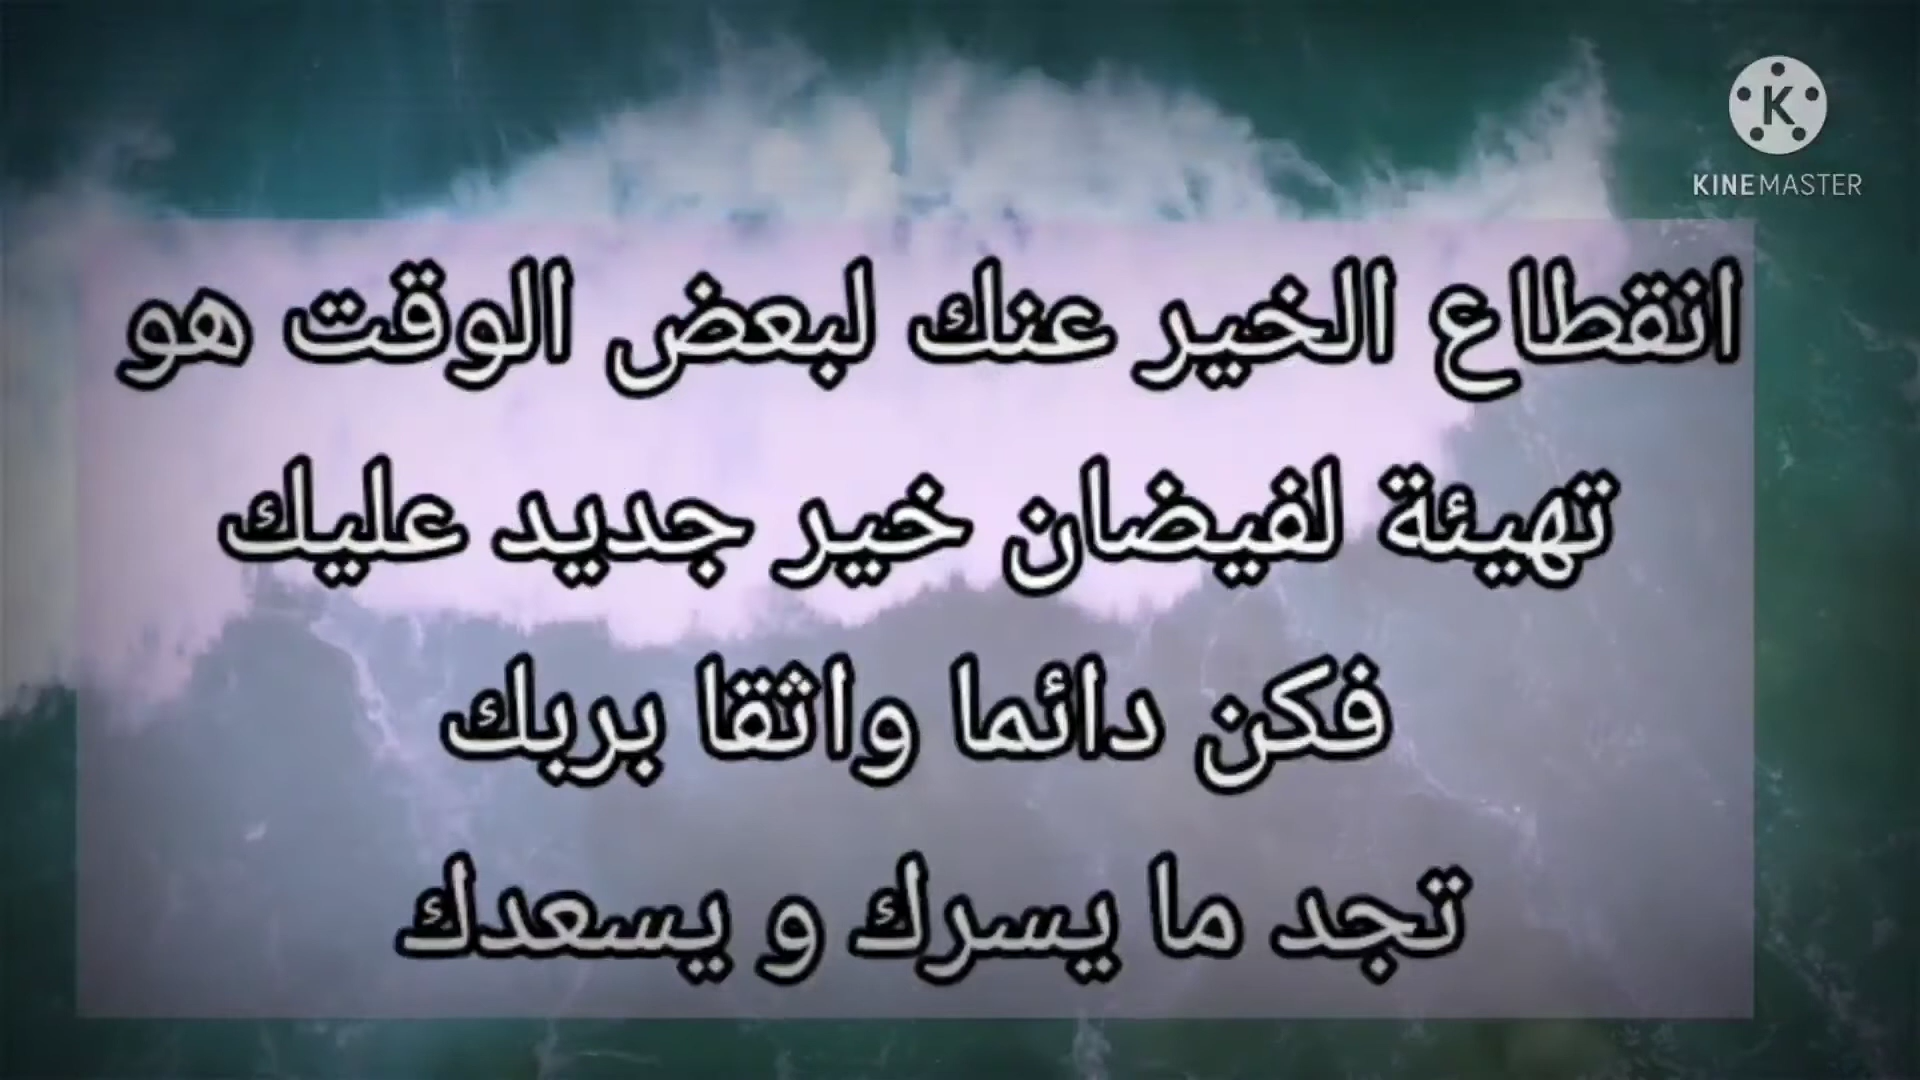 KINEMASTER
انقطاع الخير عنك لبعض الوقت هو
تهيئة لفيضان خير جديد عليك
فكن دائما واثقا بربك
تجد ما يسرك و يسعدك